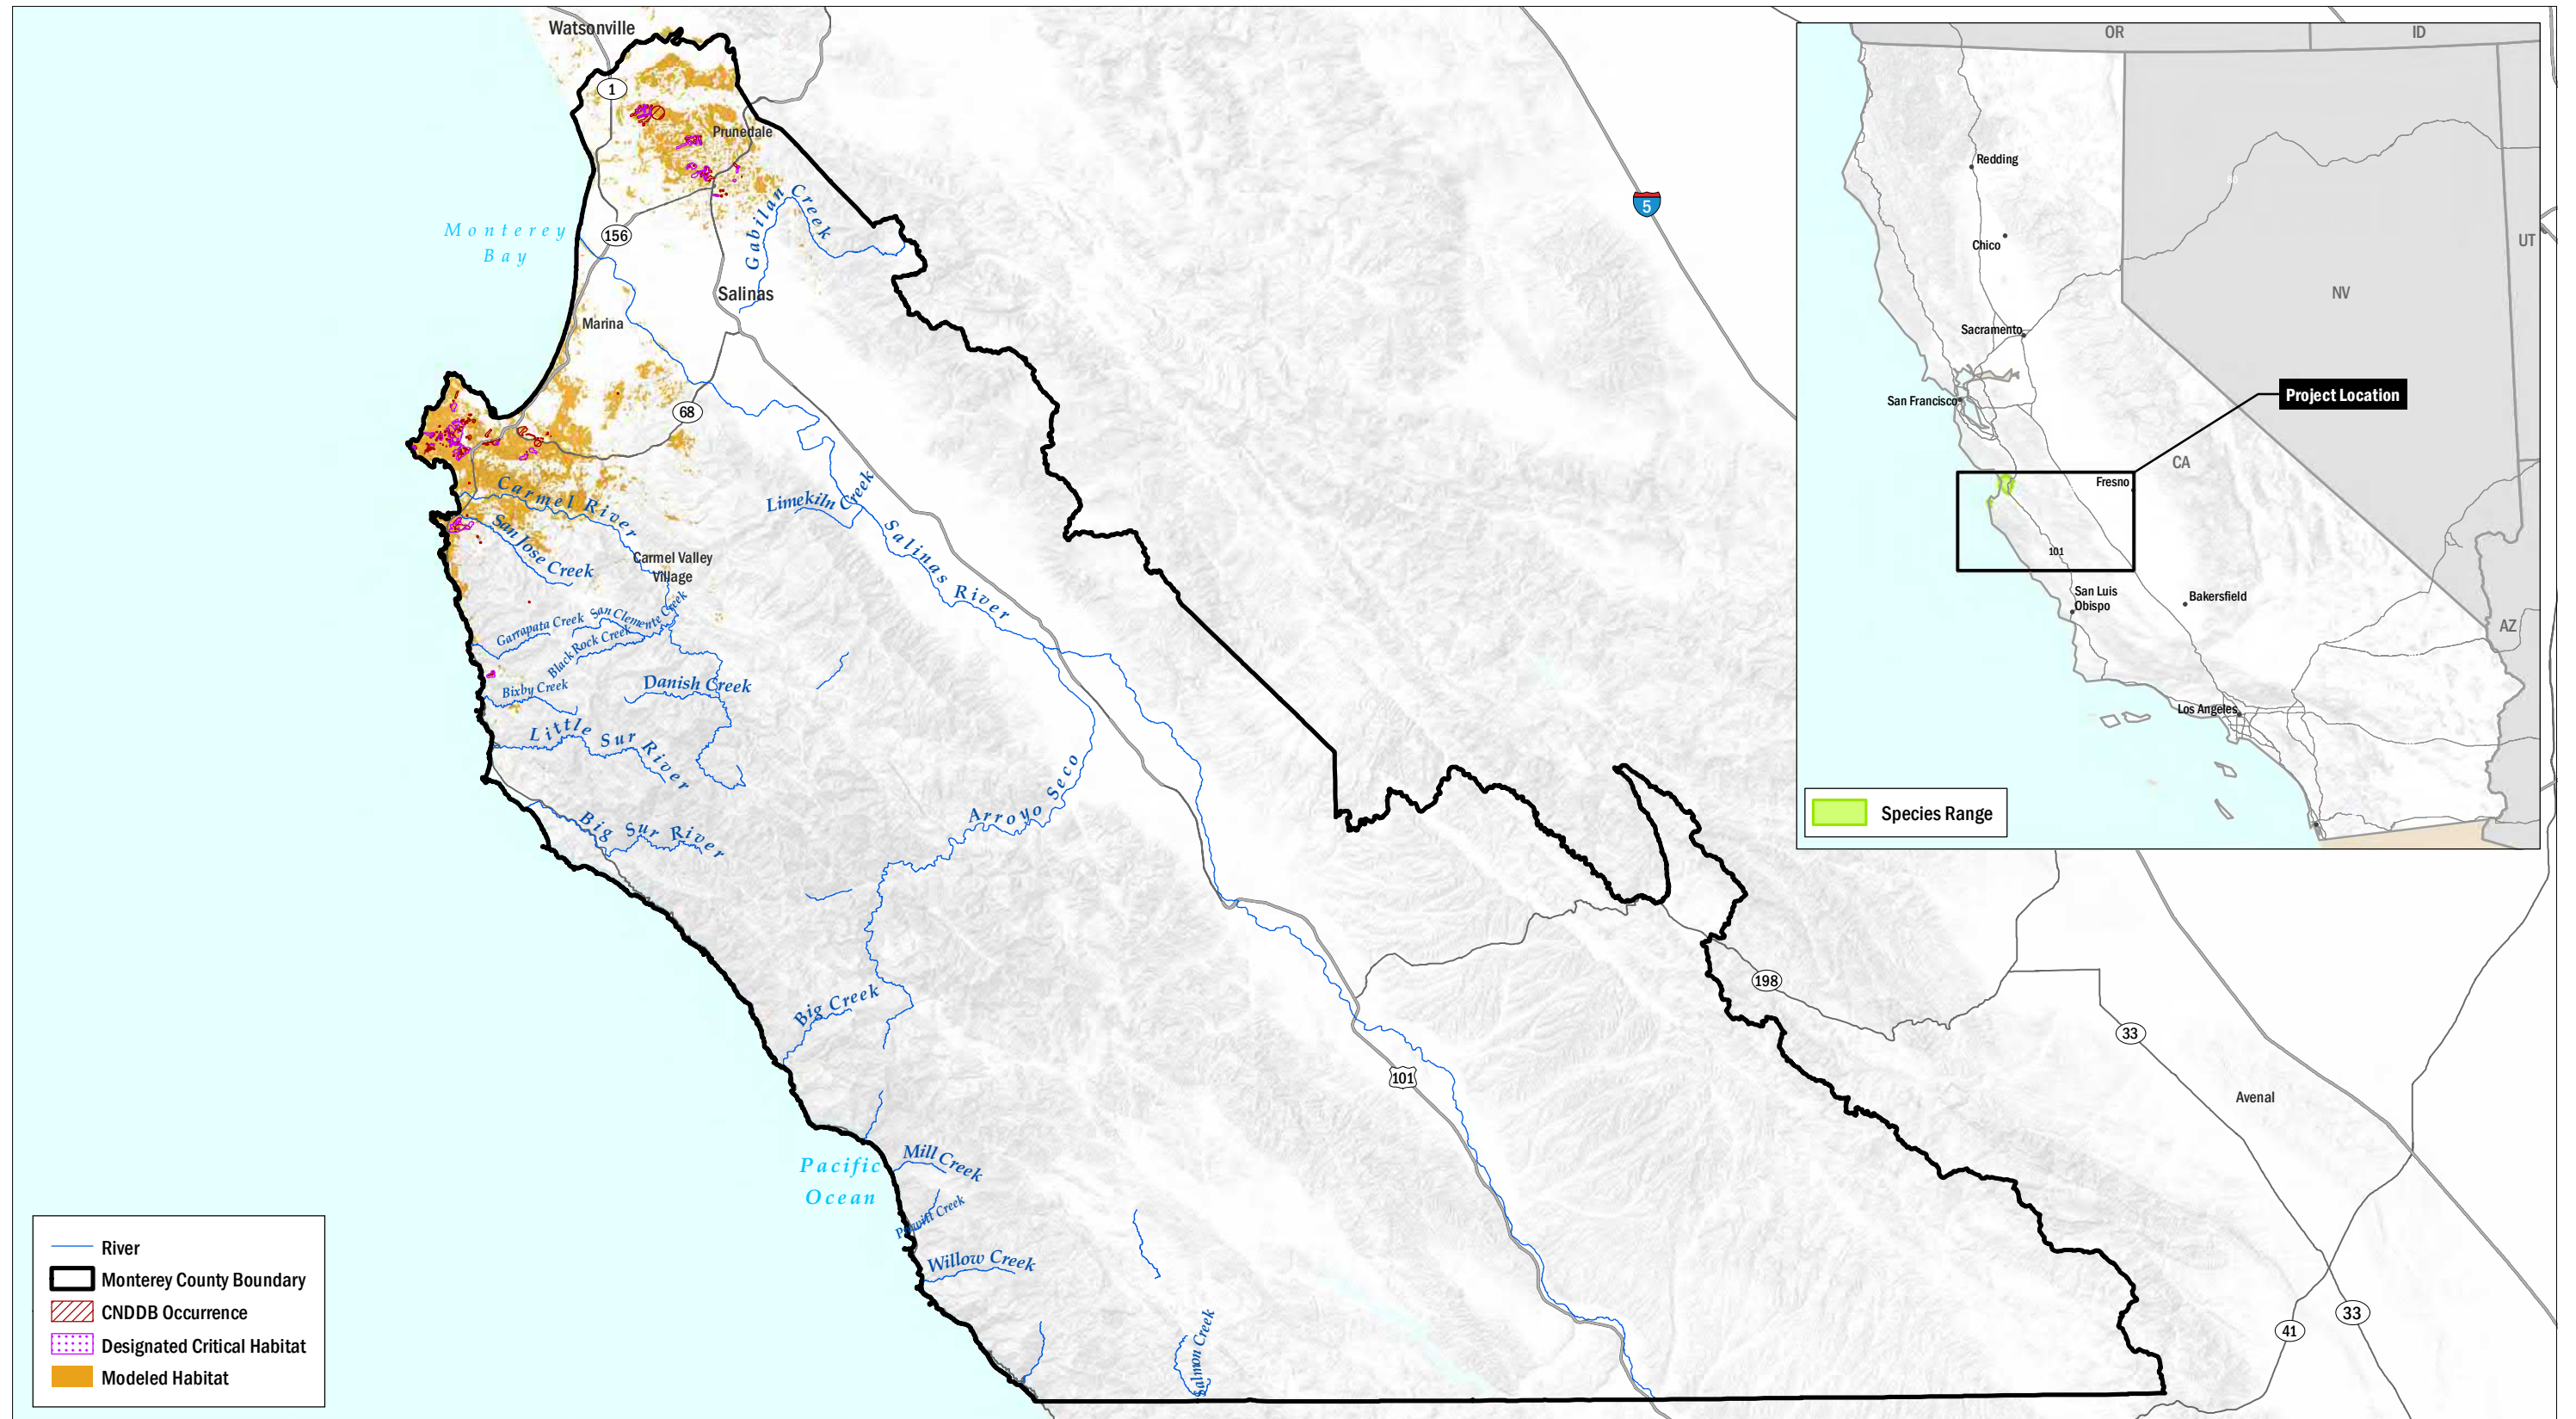 Watsonville
1
Prunedale
Gabilan Creek
Monterey
Bay
156
Salinas
Marina
68
5
Carmel River
San Jose Creek
Limekiln Creek
Salinas River
Carmel Valley
Village
Garrapata Creek
San Clemente Creek
Black Rock Creek
Bixby Creek
Danish Creek
Little Sur River
Big Sur River
Arroyo Seco
Big Creek
198
33
101
Avenal
Pacific
Ocean
Mill Creek
Prewitt Creek
Willow Creek
Salmon Creek
33
41
River
Monterey County Boundary
CNDDB Occurrence
Designated Critical Habitat
Modeled Habitat
OR
ID
Redding
80
Chico
UT
NV
Sacramento
San Francisco
Project Location
CA
Fresno
101
San Luis
Obispo
Bakersfield
AZ
Los Angeles
Species Range